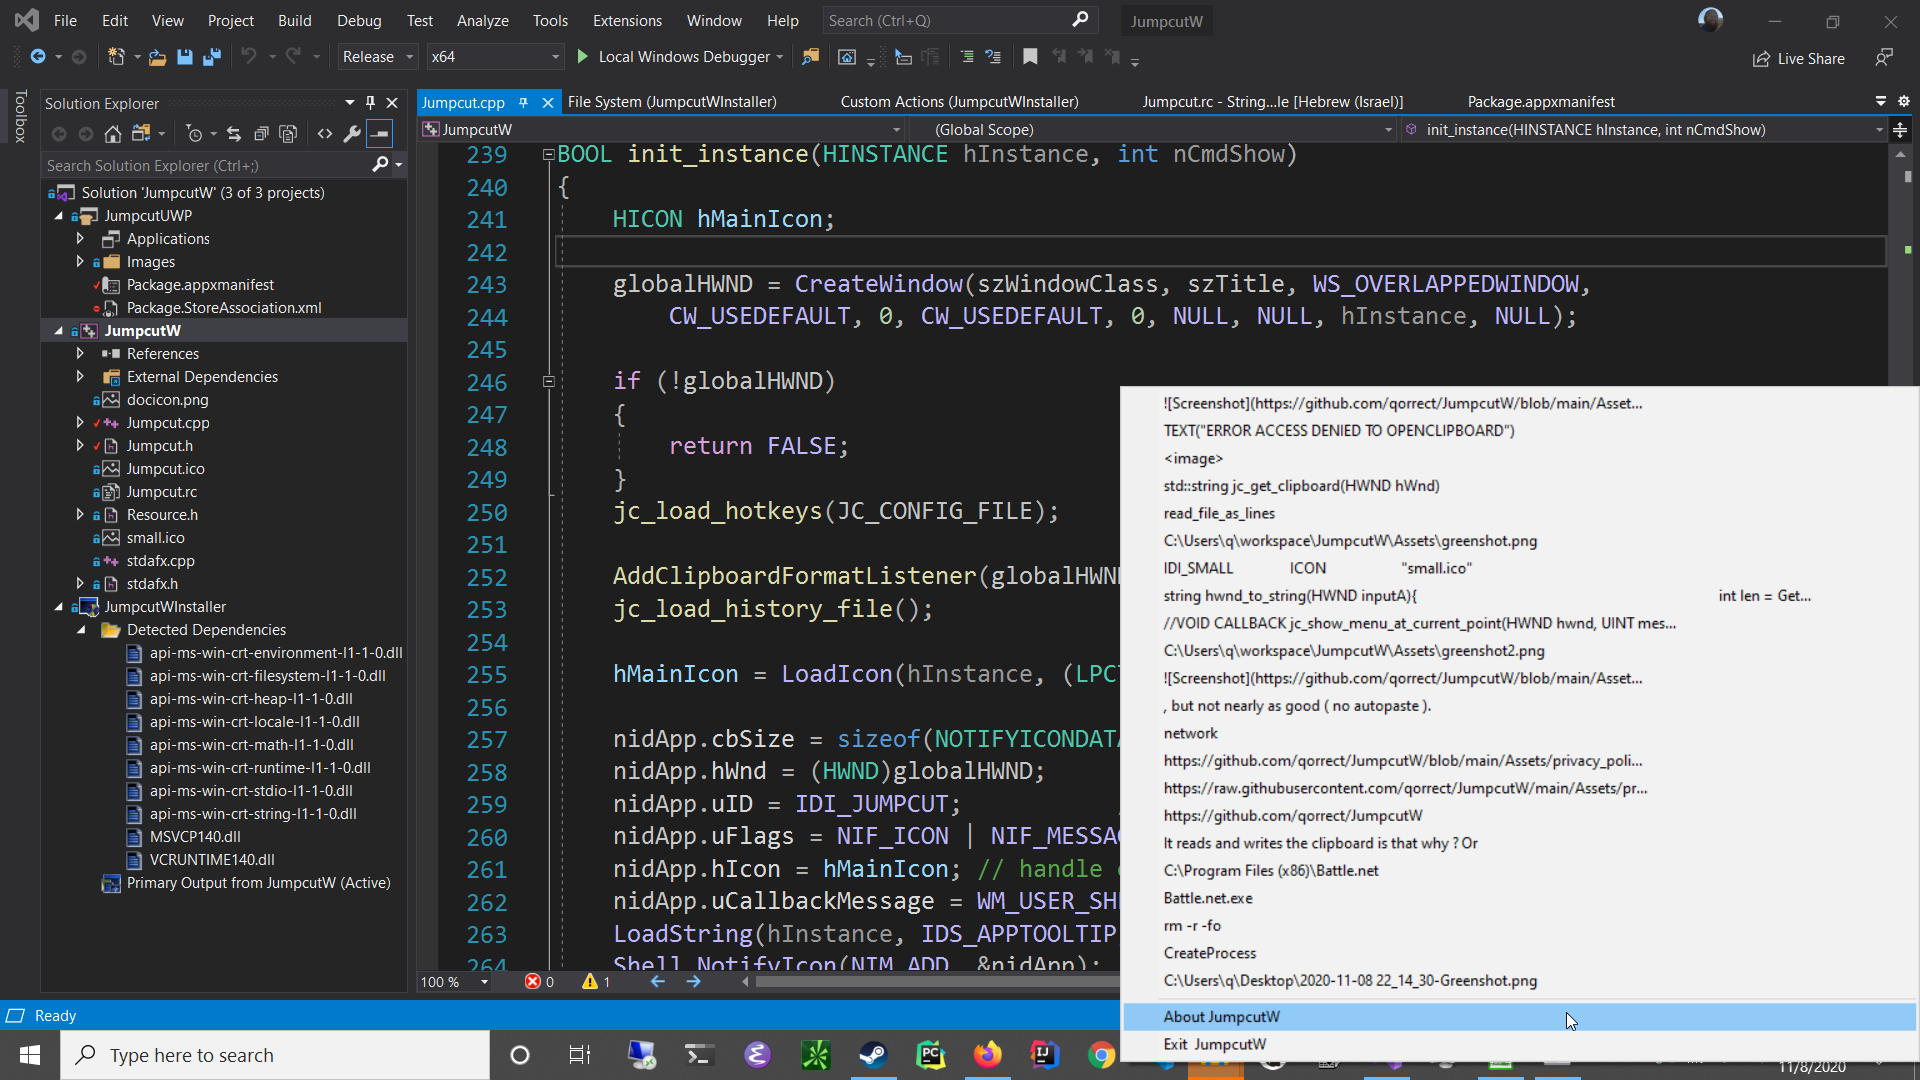 File Edit View Project Build Debug Test Analyze Tools Extensions Window Help Search (Ctrl+Q) JumpcutW
Release x64 Local Windows Debugger Live Share
Toolbox
Solution Explorer
Search Solution Explorer (Ctrl+;)
Solution 'JumpcutW' (3 of 3 projects)
JumpcutUWP
Applications
Images
Package.appxmanifest
Package.StoreAssociation.xml
JumpcutW
References
External Dependencies
docicon.png
Jumpcut.cpp
Jumpcut.h
Jumpcut.ico
Jumpcut.rc
Resource.h
small.ico
stdafx.cpp
stdafx.h
JumpcutWInstaller
Detected Dependencies
api-ms-win-crt-environment-l1-1-0.dll
api-ms-win-crt-filesystem-l1-1-0.dll
api-ms-win-crt-heap-l1-1-0.dll
api-ms-win-crt-locale-l1-1-0.dll
api-ms-win-crt-math-l1-1-0.dll
api-ms-win-crt-runtime-l1-1-0.dll
api-ms-win-crt-stdio-l1-1-0.dll
api-ms-win-crt-string-l1-1-0.dll
MSVCP140.dll
VCRUNTIME140.dll
Primary Output from JumpcutW (Active)
Jumpcut.cpp File System (JumpcutWInstaller) Custom Actions (JumpcutWInstaller) Jumpcut.rc - String...le [Hebrew (Israel)] Package.appxmanifest
JumpcutW (Global Scope) init_instance(HINSTANCE hInstance, int nCmdShow)
239 BOOL init_instance(HINSTANCE hInstance, int nCmdShow)
240 {
241 HICON hMainIcon;
242
243 globalHWND = CreateWindow(szWindowClass, szTitle, WS_OVERLAPPEDWINDOW,
244 CW_USEDEFAULT, 0, CW_USEDEFAULT, 0, NULL, NULL, hInstance, NULL);
245
246 if (!globalHWND)
247 {
248 return FALSE;
249 }
250 jc_load_hotkeys(JC_CONFIG_FILE);
251
252 AddClipboardFormatListener(globalHWN
253 jc_load_history_file();
254
255 hMainIcon = LoadIcon(hInstance, (LPC
256
257 nidApp.cbSize = sizeof(NOTIFYICONDATA
258 nidApp.hWnd = (HWND)globalHWND;
259 nidApp.uID = IDI_JUMPCUT;
260 nidApp.uFlags = NIF_ICON | NIF_MESSA
261 nidApp.hIcon = hMainIcon; // handle
262 nidApp.uCallbackMessage = WM_USER_SH
263 LoadString(hInstance, IDS_APPTOOLTIP
264 Shell_NotifyIcon(NIM_ADD, &nidApp);
100 % 0 1
![Screenshot](https://github.com/qorrect/JumpcutW/blob/main/Asset...
TEXT("ERROR ACCESS DENIED TO OPENCLIPBOARD")
<image>
std::string jc_get_clipboard(HWND hWnd)
read_file_as_lines
C:\Users\q\workspace\JumpcutW\Assets\greenshot.png
IDI_SMALL ICON "small.ico"
string hwnd_to_string(HWND inputA){ int len = Get...
//VOID CALLBACK jc_show_menu_at_current_point(HWND hwnd, UINT mes...
C:\Users\q\workspace\JumpcutW\Assets\greenshot2.png
![Screenshot](https://github.com/qorrect/JumpcutW/blob/main/Asset...
, but not nearly as good ( no autopaste ).
network
https://github.com/qorrect/JumpcutW/blob/main/Assets/privacy_poli...
https://raw.githubusercontent.com/qorrect/JumpcutW/main/Assets/pr...
https://github.com/qorrect/JumpcutW
It reads and writes the clipboard is that why ? Or
C:\Program Files (x86)\Battle.net
Battle.net.exe
rm -r -fo
CreateProcess
C:\Users\q\Desktop\2020-11-08 22_14_30-Greenshot.png
About JumpcutW
Exit JumpcutW
Ready
Type here to search
11/8/2020